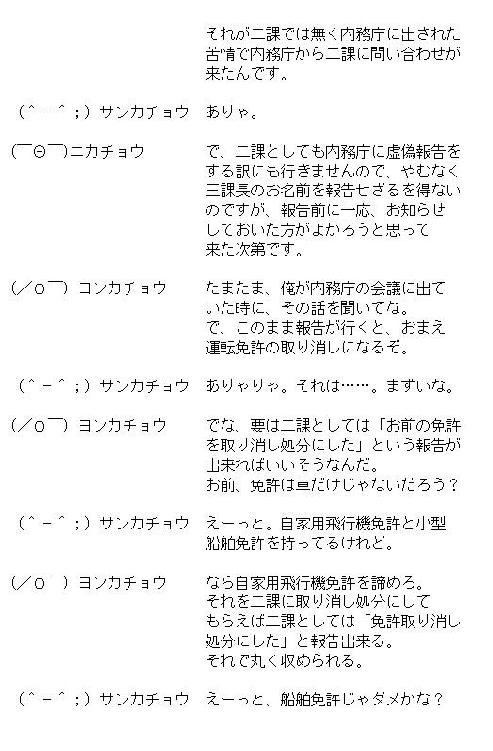 それが二課では無く内務庁に出された
苦情で内務庁から二課に問い合わせが
来たんです。
(＾－＾；) サンカチョウ　ありゃ。
(￣Θ￣)ニカチョウ　で、二課としても内務庁に虚偽報告を
する訳にも行きませんので、やむなく
三課長のお名前を報告せざるを得ない
のですが、報告前に一応、お知らせ
しておいた方がよかろうと思って
来た次第です。
(／０￣) ヨンカチョウ　たまたま、俺が内務庁の会議に出て
いた時に、その話を聞いてな。
で、このまま報告が行くと、おまえ
運転免許の取り消しになるぞ。
(＾－＾；) サンカチョウ　ありゃりゃ。それは……。まずいな。
(／０￣) ヨンカチョウ　でな、要は二課としては「お前の免許
を取り消し処分にした」という報告が
出来ればいいそうなんだ。
お前、免許は車だけじゃないだろう？
(＾－＾；) サンカチョウ　えーっと。自家用飛行機免許と小型
船舶免許を持ってるけれど。
(／０　) ヨンカチョウ　なら自家用飛行機免許を諦めろ。
それを二課に取り消し処分にして
もらえば二課としては「免許取り消し
処分にした」と報告出来る。
それで丸く収められる。
(＾－＾；) サンカチョウ　えーっと、船舶免許じゃダメかな？